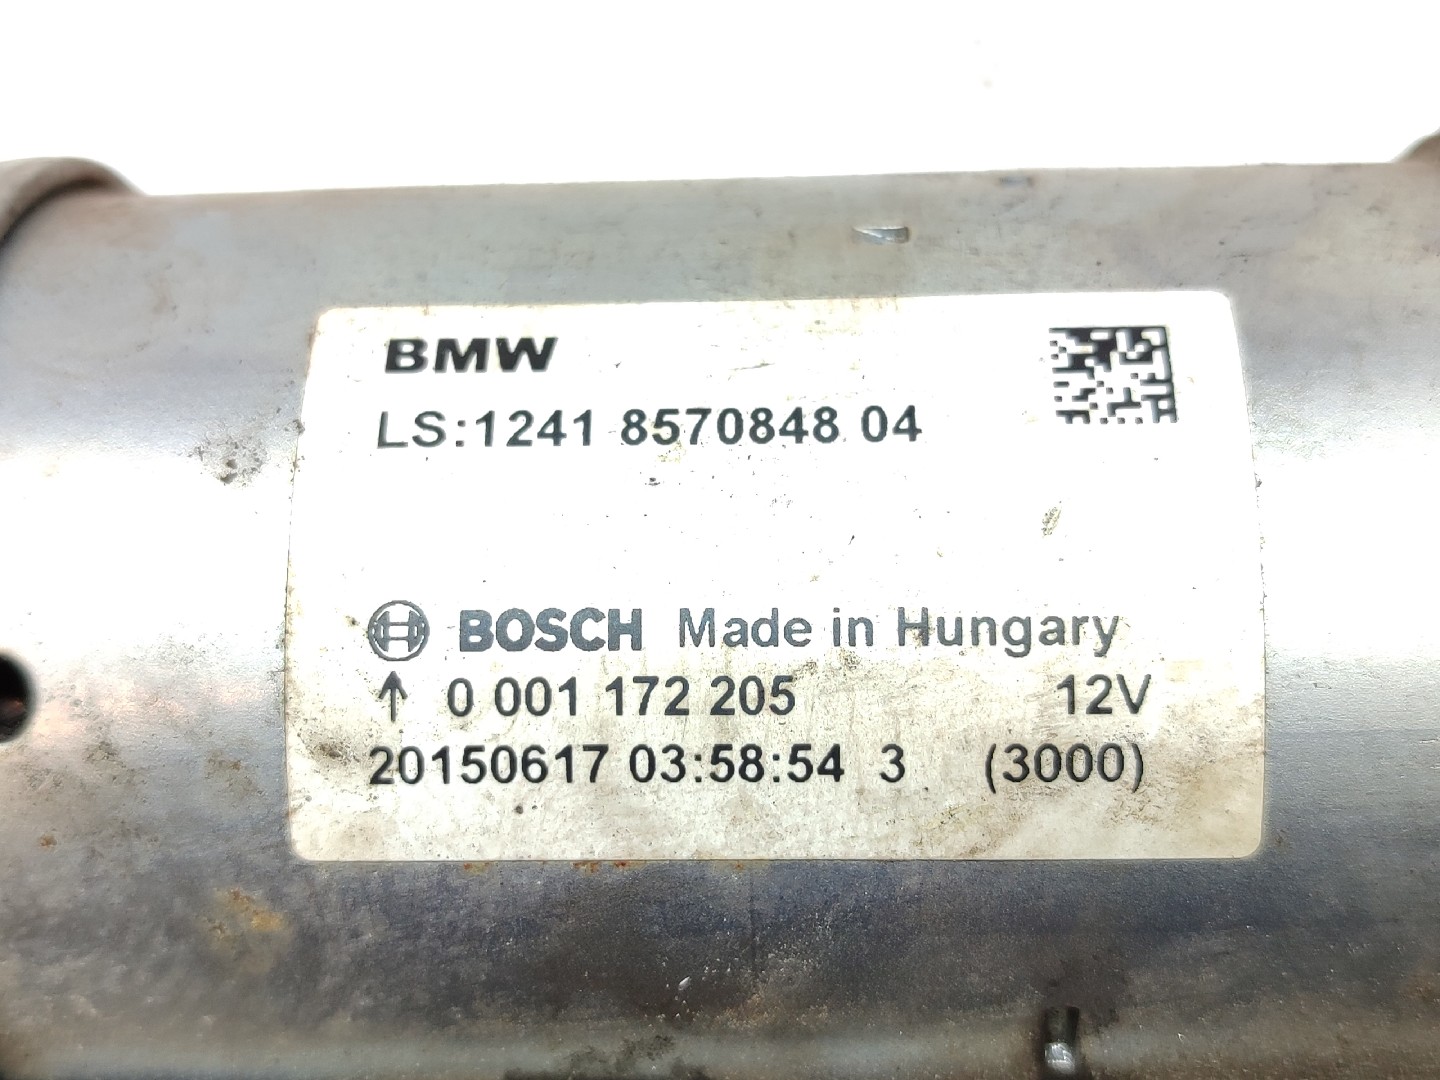 BMW
LS:1241 8570848 04
BOSCH Made in Hungary
↑ 0 001 172 205 12V
20150617 03:58:54 3 (3000)